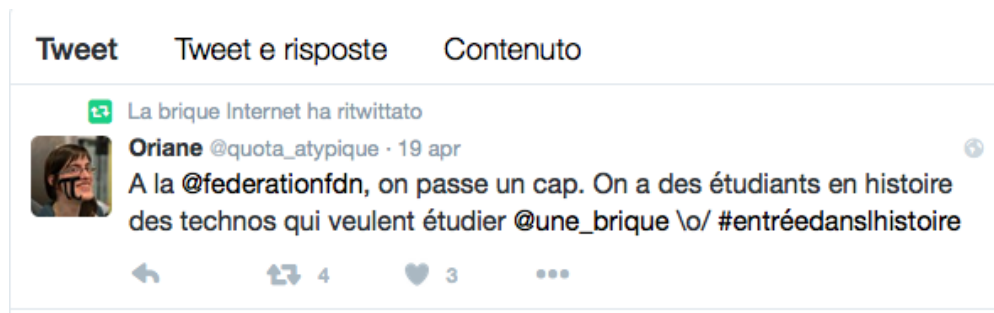 Tweet Tweet e risposte Contenuto
La brique Internet ha ritwittato
Oriane @quota_atypique · 19 apr
A la @federationfdn, on passe un cap. On a des étudiants en histoire
des technos qui veulent étudier @une_brique \o/ #entréedanslhistoire
4 3